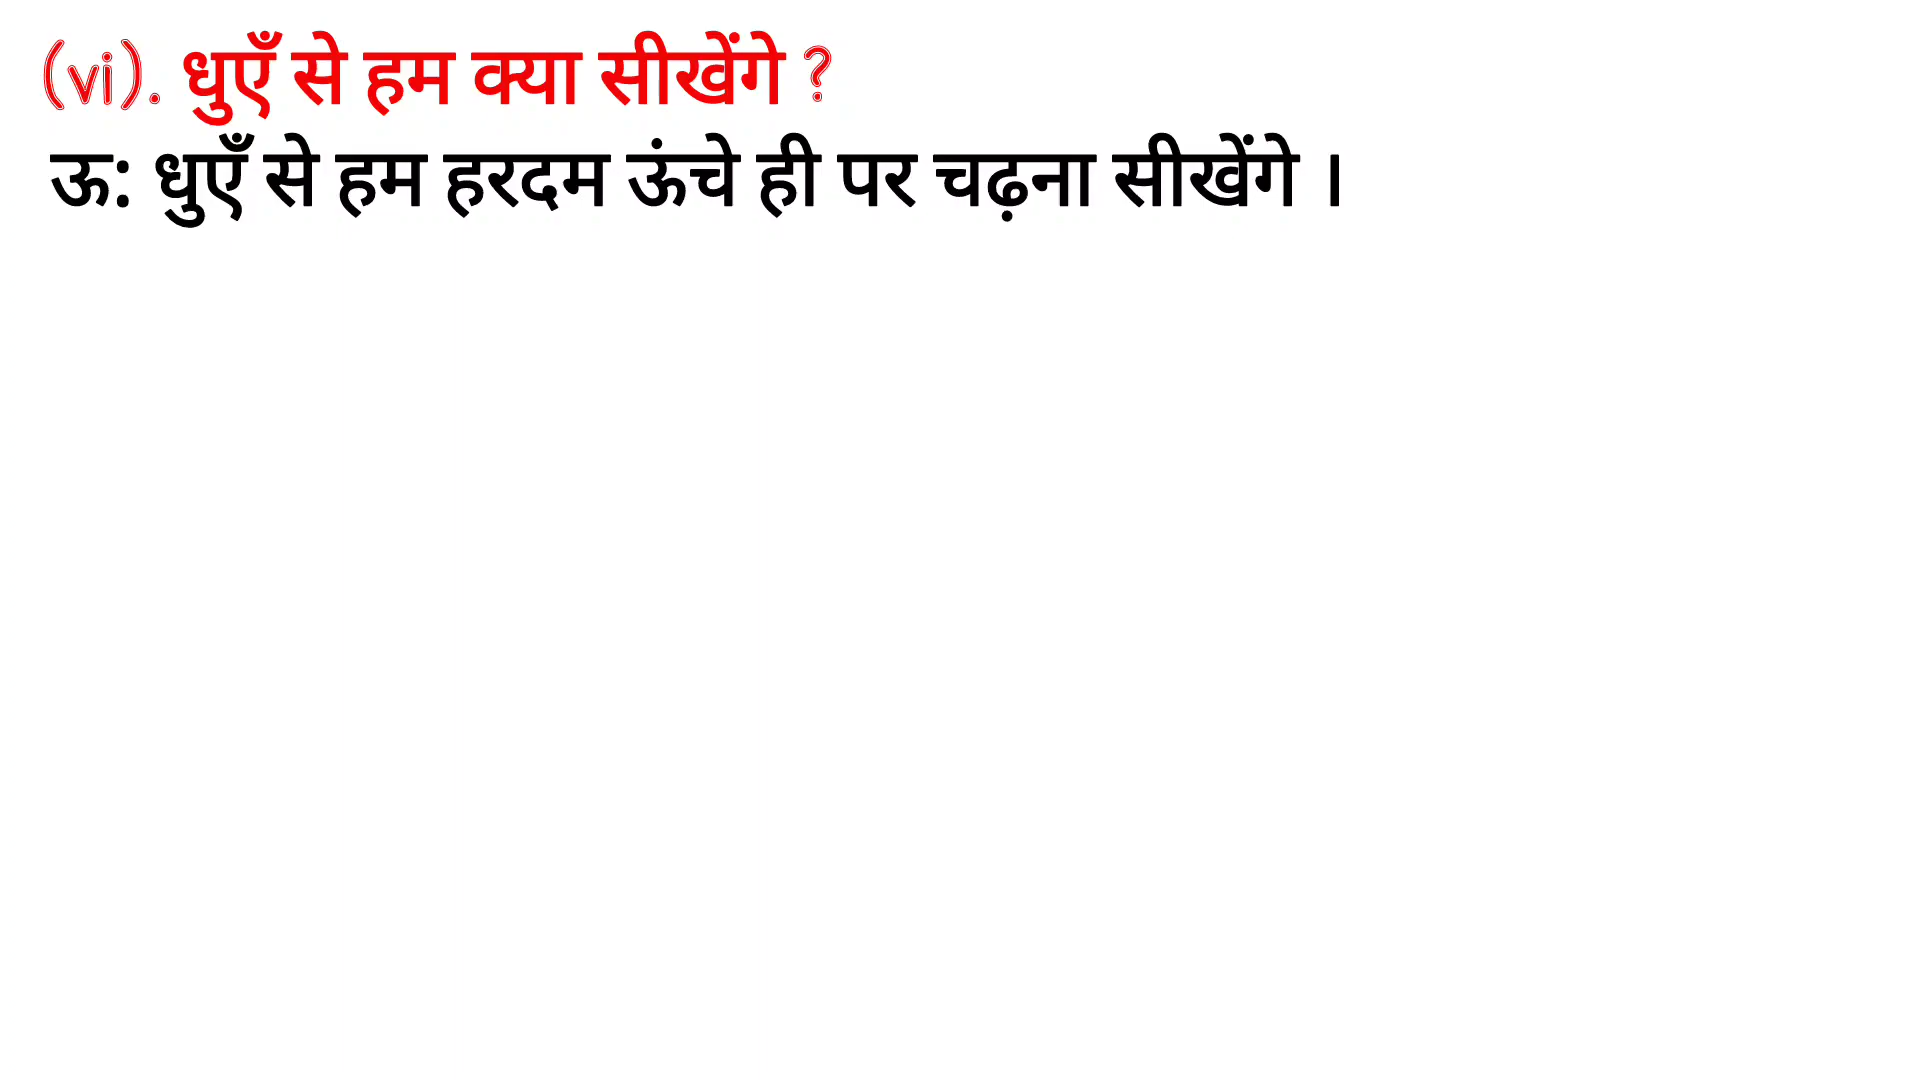 (vi). धुएँ से हम क्या सीखेंगे ?
ऊ: धुएँ से हम हरदम ऊंचे ही पर चढ़ना सीखेंगे ।